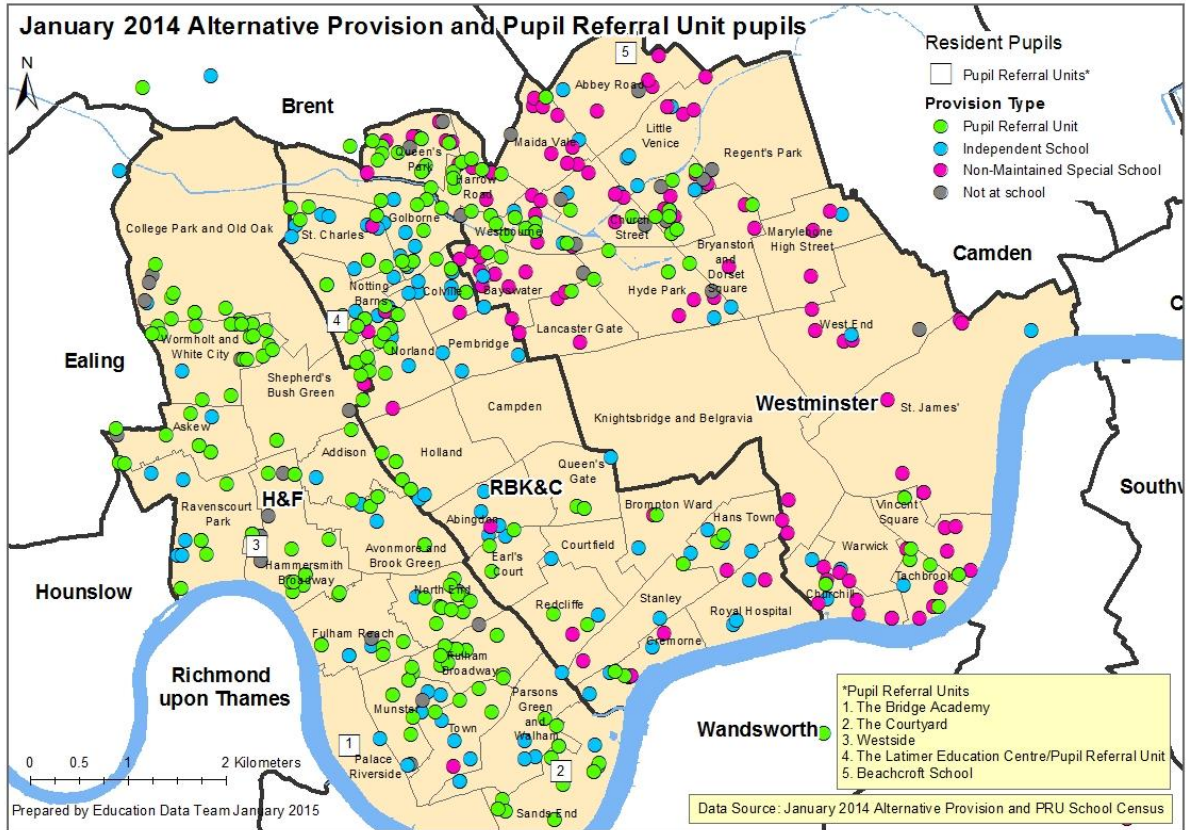 January 2014 Alternative Provision and Pupil Referral Unit pupils
N
Resident Pupils
Pupil Referral Units*
Provision Type
Pupil Referral Unit
Independent School
Non-Maintained Special School
Not at school
5
Abbey Road
Brent
Maida Vale
Little
Venice
Regent's Park
Queen's
Park
Harrow
Road
College Park and Old Oak
Golborne
St. Charles
Westbourne
Church
Street
Marylebone
High Street
Bryanston
and
Dorset
Square
Camden
Notting
Barns
Colville
Bayswater
Hyde Park
4
Lancaster Gate
West End
Wormholt and
White City
Norland
Pembridge
Ealing
Shepherd's
Bush Green
Campden
Knightsbridge and Belgravia
Westminster
St. James'
Askew
Addison
Holland
Queen's
Gate
RBK&C
H&F
Ravenscourt
Park
Abingdon
Brompton Ward
Hans Town
Vincent
Square
Courtfield
Warwick
3
Avonmore and
Brook Green
Earl's
Court
Hammersmith
Broadway
Tachbrook
Hounslow
North End
Churchill
Redcliffe
Stanley
Royal Hospital
Fulham Reach
Cremorne
Fulham
Broadway
Richmond
upon Thames
Parsons
Green
and
Walham
Munster
Town
Wandsworth
1
Palace
Riverside
2
Sands End
0 0.5 1 2 Kilometers
Prepared by Education Data Team January 2015
*Pupil Referral Units
1. The Bridge Academy
2. The Courtyard
3. Westside
4. The Latimer Education Centre/Pupil Referral Unit
5. Beachcroft School
Data Source: January 2014 Alternative Provision and PRU School Census